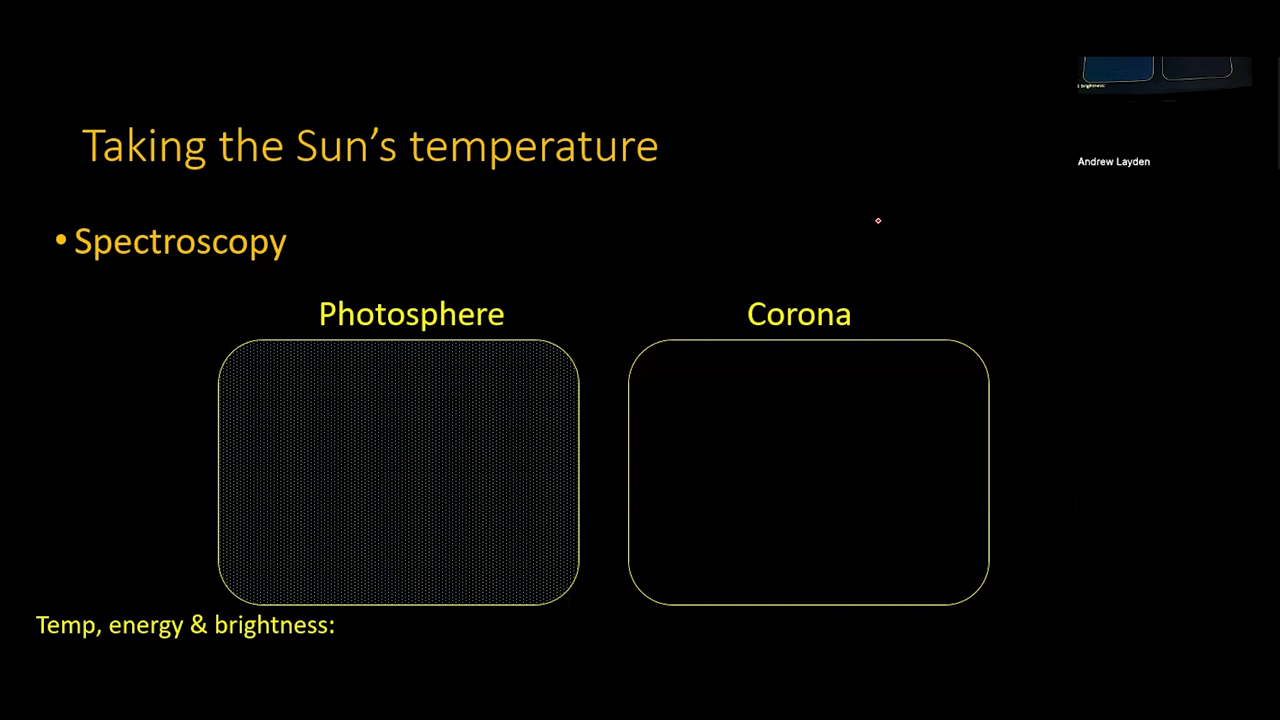 Taking the Sun’s temperature
Andrew Layden
• Spectroscopy
Photosphere
Corona
Temp, energy & brightness: